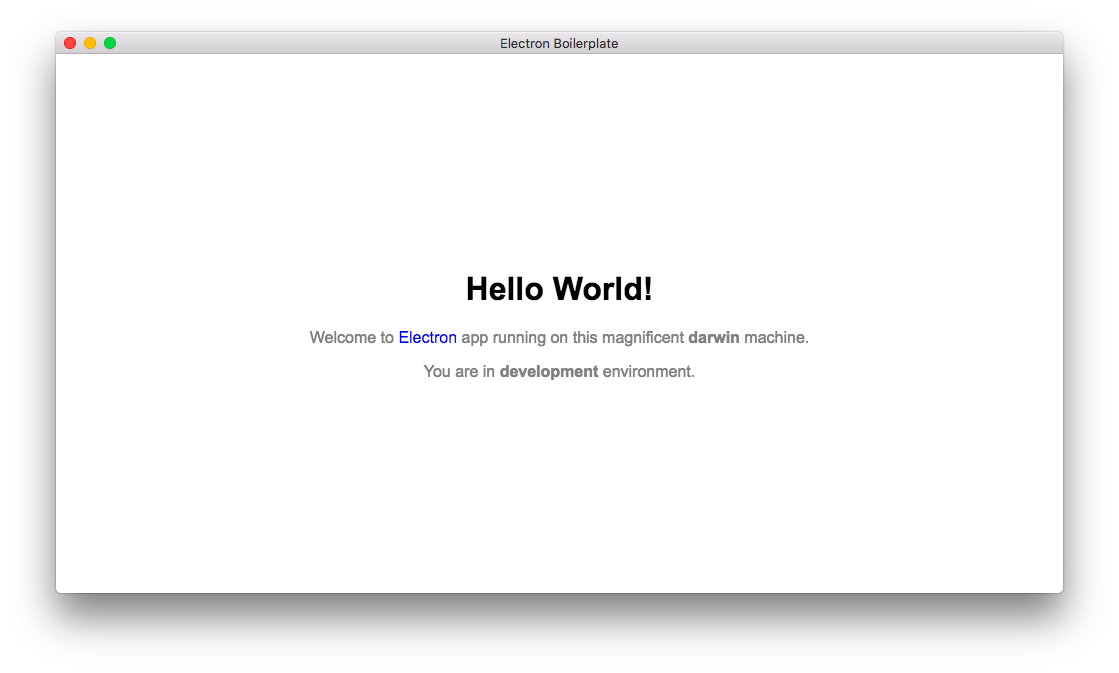 Electron Boilerplate
Hello World!
Welcome to Electron app running on this magnificent darwin machine.
You are in development environment.